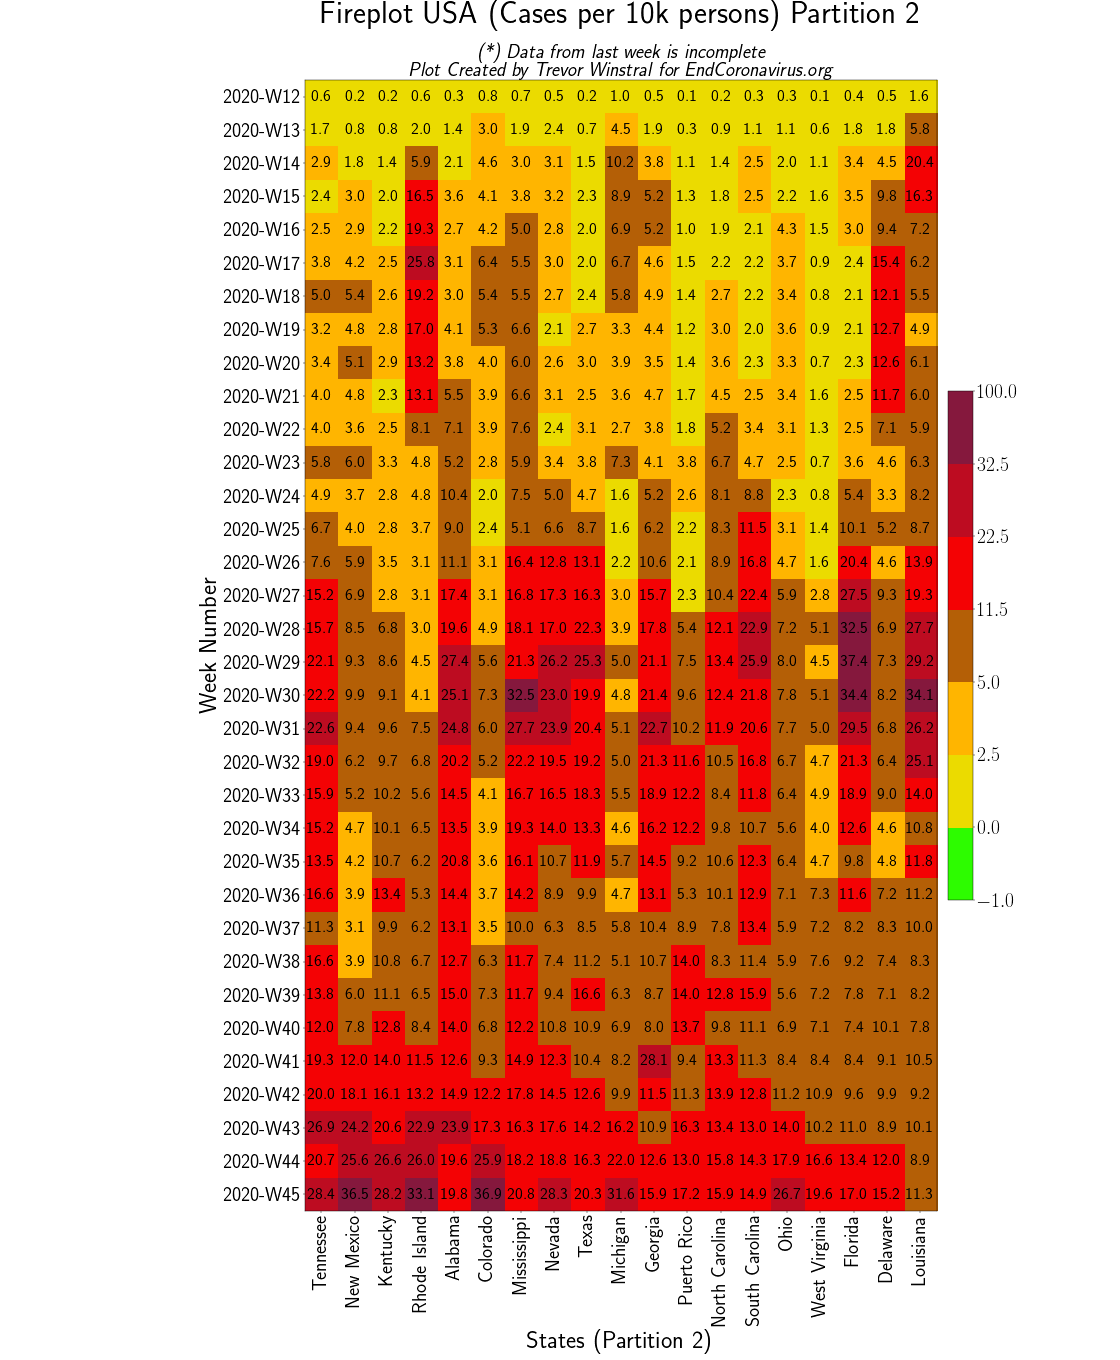 Fireplot USA (Cases per 10k persons) Partition 2
(*) Data from last week is incomplete
Plot Created by Trevor Winstral for EndCoronavirus.org
2020-W12 0.6 0.2 0.2 0.6 0.3 0.8 0.7 0.5 0.2 1.0 0.5 0.1 0.2 0.3 0.3 0.1 0.4 0.5 1.6
2020-W13 1.7 0.8 0.8 2.0 1.4 3.0 1.9 2.4 0.7 4.5 1.9 0.3 0.9 1.1 1.1 0.6 1.8 1.8 5.8
2020-W14 2.9 1.8 1.4 5.9 2.1 4.6 3.0 3.1 1.5 10.2 3.8 1.1 1.4 2.5 2.0 1.1 3.4 4.5 20.4
2020-W15 2.4 3.0 2.0 16.5 3.6 4.1 3.8 3.2 2.3 8.9 5.2 1.3 1.8 2.5 2.2 1.6 3.5 9.8 16.3
2020-W16 2.5 2.9 2.2 19.3 2.7 4.2 5.0 2.8 2.0 6.9 5.2 1.0 1.9 2.1 4.3 1.5 3.0 9.4 7.2
2020-W17 3.8 4.2 2.5 25.8 3.1 6.4 5.5 3.0 2.0 6.7 4.6 1.5 2.2 2.2 3.7 0.9 2.4 15.4 6.2
2020-W18 5.0 5.4 2.6 19.2 3.0 5.4 5.5 2.7 2.4 5.8 4.9 1.4 2.7 2.2 3.4 0.8 2.1 12.1 5.5
2020-W19 3.2 4.8 2.8 17.0 4.1 5.3 6.6 2.1 2.7 3.3 4.4 1.2 3.0 2.0 3.6 0.9 2.1 12.7 4.9
2020-W20 3.4 5.1 2.9 13.2 3.8 4.0 6.0 2.6 3.0 3.9 3.5 1.4 3.6 2.3 3.3 0.7 2.3 12.6 6.1
2020-W21 4.0 4.8 2.3 13.1 5.5 3.9 6.6 3.1 2.5 3.6 4.7 1.7 4.5 2.5 3.4 1.6 2.5 11.7 6.0
2020-W22 4.0 3.6 2.5 8.1 7.1 3.9 7.6 2.4 3.1 2.7 3.8 1.8 5.2 3.4 3.1 1.3 2.5 7.1 5.9
2020-W23 5.8 6.0 3.3 4.8 5.2 2.8 5.9 3.4 3.8 7.3 4.1 3.8 6.7 4.7 2.5 0.7 3.6 4.6 6.3
2020-W24 4.9 3.7 2.8 4.8 10.4 2.0 7.5 5.0 4.7 1.6 5.2 2.6 8.1 8.8 2.3 0.8 5.4 3.3 8.2
2020-W25 6.7 4.0 2.8 3.7 9.0 2.4 5.1 6.6 8.7 1.6 6.2 2.2 8.3 11.5 3.1 1.4 10.1 5.2 8.7
2020-W26 7.6 5.9 3.5 3.1 11.1 3.1 16.4 12.8 13.1 2.2 10.6 2.1 8.9 16.8 4.7 1.6 20.4 4.6 13.9
2020-W27 15.2 6.9 2.8 3.1 17.4 3.1 16.8 17.3 16.3 3.0 15.7 2.3 10.4 22.4 5.9 2.8 27.5 9.3 19.3
2020-W28 15.7 8.5 6.8 3.0 19.6 4.9 18.1 17.0 22.3 3.9 17.8 5.4 12.1 22.9 7.2 5.1 32.5 6.9 27.7
2020-W29 22.1 9.3 8.6 4.5 27.4 5.6 21.3 26.2 25.3 5.0 21.1 7.5 13.4 25.9 8.0 4.5 37.4 7.3 29.2
2020-W30 22.2 9.9 9.1 4.1 25.1 7.3 32.5 23.0 19.9 4.8 21.4 9.6 12.4 21.8 7.8 5.1 34.4 8.2 34.1
2020-W31 22.6 9.4 9.6 7.5 24.8 6.0 27.7 23.9 20.4 5.1 22.7 10.2 11.9 20.6 7.7 5.0 29.5 6.8 26.2
2020-W32 19.0 6.2 9.7 6.8 20.2 5.2 22.2 19.5 19.2 5.0 21.3 11.6 10.5 16.8 6.7 4.7 21.3 6.4 25.1
2020-W33 15.9 5.2 10.2 5.6 14.5 4.1 16.7 16.5 18.3 5.5 18.9 12.2 8.4 11.8 6.4 4.9 18.9 9.0 14.0
2020-W34 15.2 4.7 10.1 6.5 13.5 3.9 19.3 14.0 13.3 4.6 16.2 12.2 9.8 10.7 5.6 4.0 12.6 4.6 10.8
2020-W35 13.5 4.2 10.7 6.2 20.8 3.6 16.1 10.7 11.9 5.7 14.5 9.2 10.6 12.3 6.4 4.7 9.8 4.8 11.8
2020-W36 16.6 3.9 13.4 5.3 14.4 3.7 14.2 8.9 9.9 4.7 13.1 5.3 10.1 12.9 7.1 7.3 11.6 7.2 11.2
2020-W37 11.3 3.1 9.9 6.2 13.1 3.5 10.0 6.3 8.5 5.8 10.4 8.9 7.8 13.4 5.9 7.2 8.2 8.3 10.0
2020-W38 16.6 3.9 10.8 6.7 12.7 6.3 11.7 7.4 11.2 5.1 10.7 14.0 8.3 11.4 5.9 7.6 9.2 7.4 8.3
2020-W39 13.8 6.0 11.1 6.5 15.0 7.3 11.7 9.4 16.6 6.3 8.7 14.0 12.8 15.9 5.6 7.2 7.8 7.1 8.2
2020-W40 12.0 7.8 12.8 8.4 14.0 6.8 12.2 10.8 10.9 6.9 8.0 13.7 9.8 11.1 6.9 7.1 7.4 10.1 7.8
2020-W41 19.3 12.0 14.0 11.5 12.6 9.3 14.9 12.3 10.4 8.2 28.1 9.4 13.3 11.3 8.4 8.4 8.4 9.1 10.5
2020-W42 20.0 18.1 16.1 13.2 14.9 12.2 17.8 14.5 12.6 9.9 11.5 11.3 13.9 12.8 11.2 10.9 9.6 9.9 9.2
2020-W43 26.9 24.2 20.6 22.9 23.9 17.3 16.3 17.6 14.2 16.2 10.9 16.3 13.4 13.0 14.0 10.2 11.0 8.9 10.1
2020-W44 20.7 25.6 26.6 26.0 19.6 25.9 18.2 18.8 16.3 22.0 12.6 13.0 15.8 14.3 17.9 16.6 13.4 12.0 8.9
2020-W45 28.4 36.5 28.2 33.1 19.8 36.9 20.8 28.3 20.3 31.6 15.9 17.2 15.9 14.9 26.7 19.6 17.0 15.2 11.3
Week Number
Tennessee
New Mexico
Kentucky
Rhode Island
Alabama
Colorado
Mississippi
Nevada
Texas
Michigan
Georgia
Puerto Rico
North Carolina
South Carolina
Ohio
West Virginia
Florida
Delaware
Louisiana
States (Partition 2)
100.0
32.5
22.5
11.5
5.0
2.5
0.0
−1.0